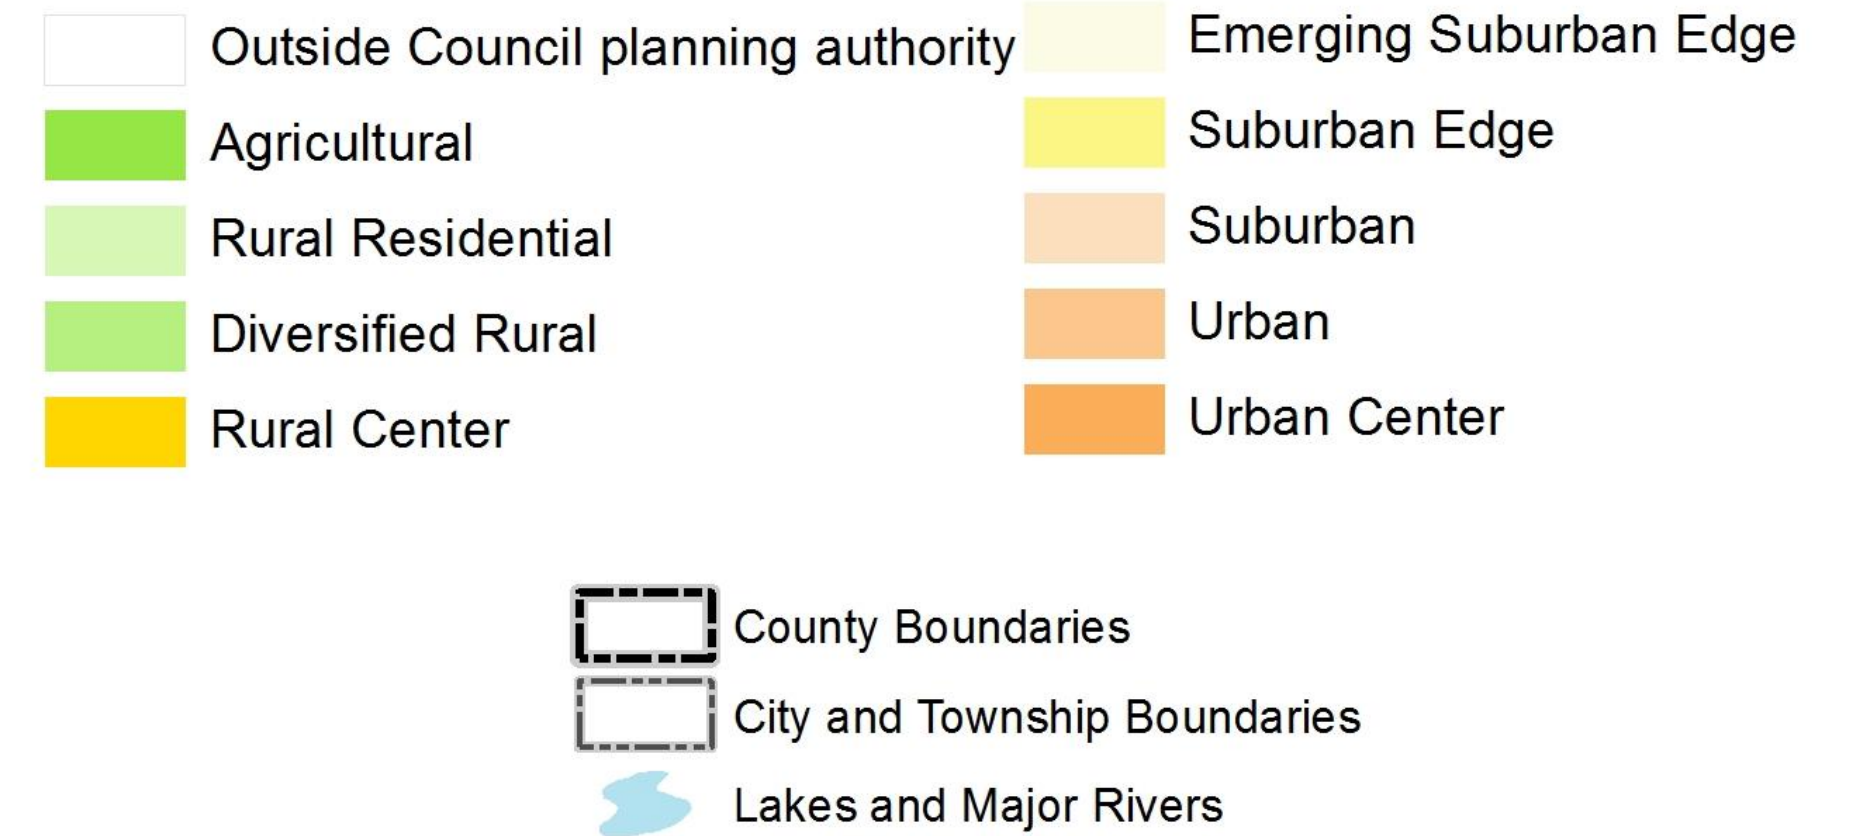 Outside Council planning authority
Agricultural
Rural Residential
Diversified Rural
Rural Center
Emerging Suburban Edge
Suburban Edge
Suburban
Urban
Urban Center
County Boundaries
City and Township Boundaries
Lakes and Major Rivers